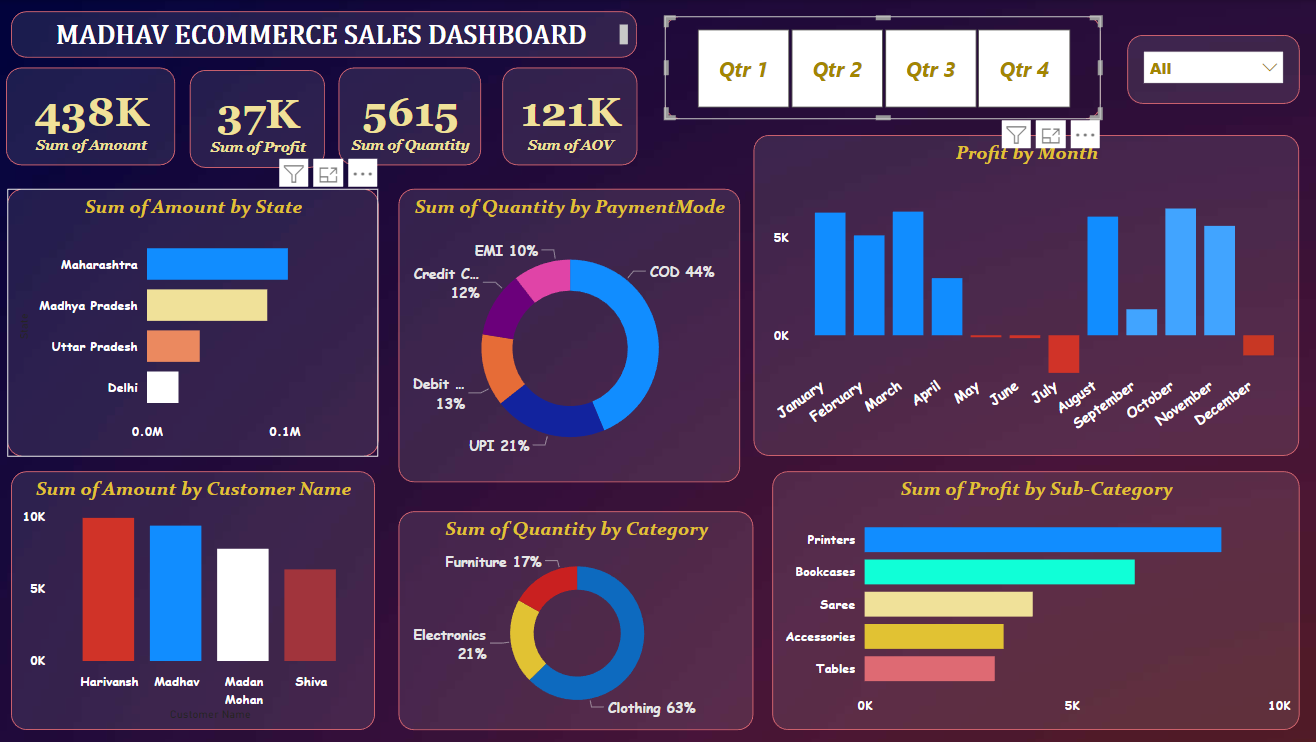 MADHAV ECOMMERCE SALES DASHBOARD
Qtr 1
Qtr 2
Qtr 3
Qtr 4
All
438K
Sum of Amount
37K
Sum of Profit
5615
Sum of Quantity
121K
Sum of AOV
Sum of Amount by State
Maharashtra
Madhya Pradesh
Uttar Pradesh
Delhi
0.0M
0.1M
Sum of Quantity by PaymentMode
EMI 10%
COD 44%
Credit C...
12%
Debit ...
13%
UPI 21%
Profit by Month
5K
0K
January
February
March
April
May
June
July
August
September
October
November
December
Sum of Amount by Customer Name
10K
5K
0K
Harivansh
Madhav
Madan
Mohan
Shiva
Customer Name
Sum of Quantity by Category
Furniture 17%
Electronics
21%
Clothing 63%
Sum of Profit by Sub-Category
Printers
Bookcases
Saree
Accessories
Tables
0K
5K
10K